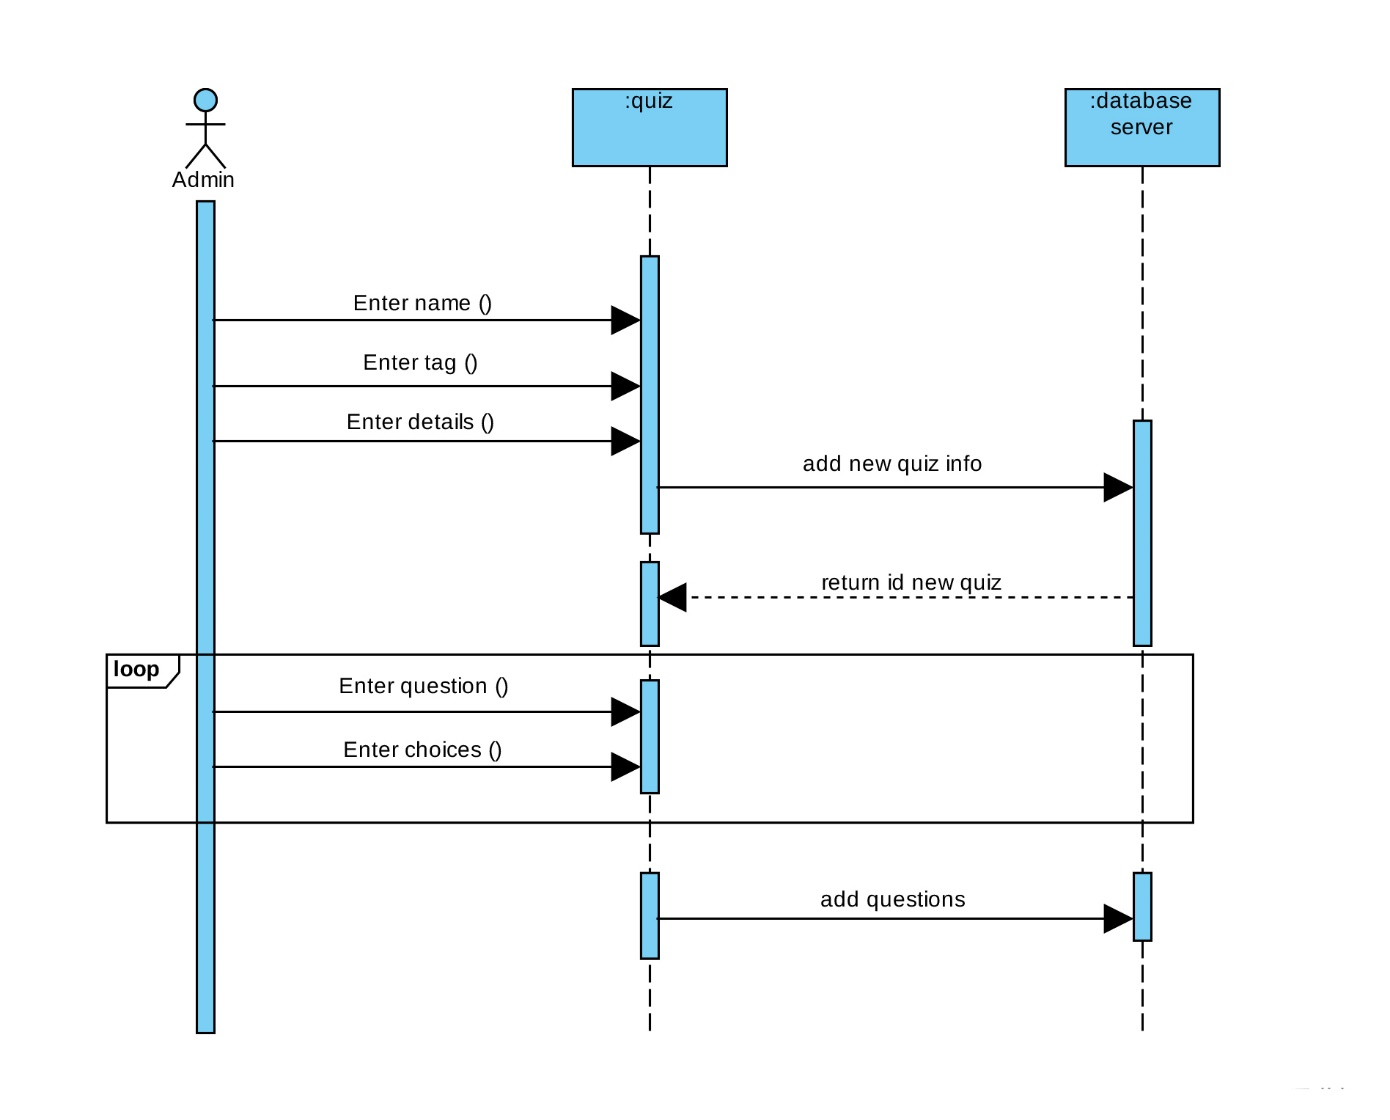 :quiz
:database
server
Admin
Enter name ()
Enter tag ()
Enter details ()
add new quiz info
return id new quiz
loop
Enter question ()
Enter choices ()
add questions